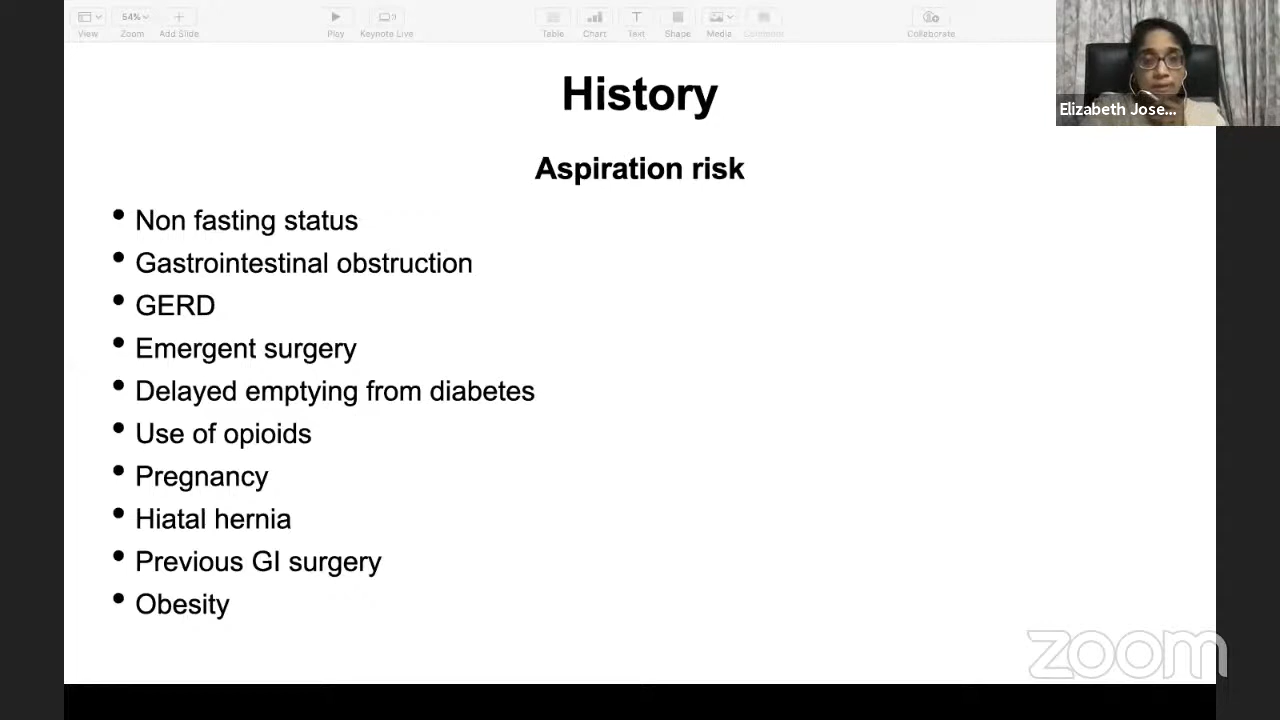 View
54%
Zoom
Add Slide
Play
Keynote Live
Table
Chart
Text
Shape
Media
Comment
Collaborate
Elizabeth Jose...
History
Aspiration risk
• Non fasting status
• Gastrointestinal obstruction
• GERD
• Emergent surgery
• Delayed emptying from diabetes
• Use of opioids
• Pregnancy
• Hiatal hernia
• Previous GI surgery
• Obesity
zoom